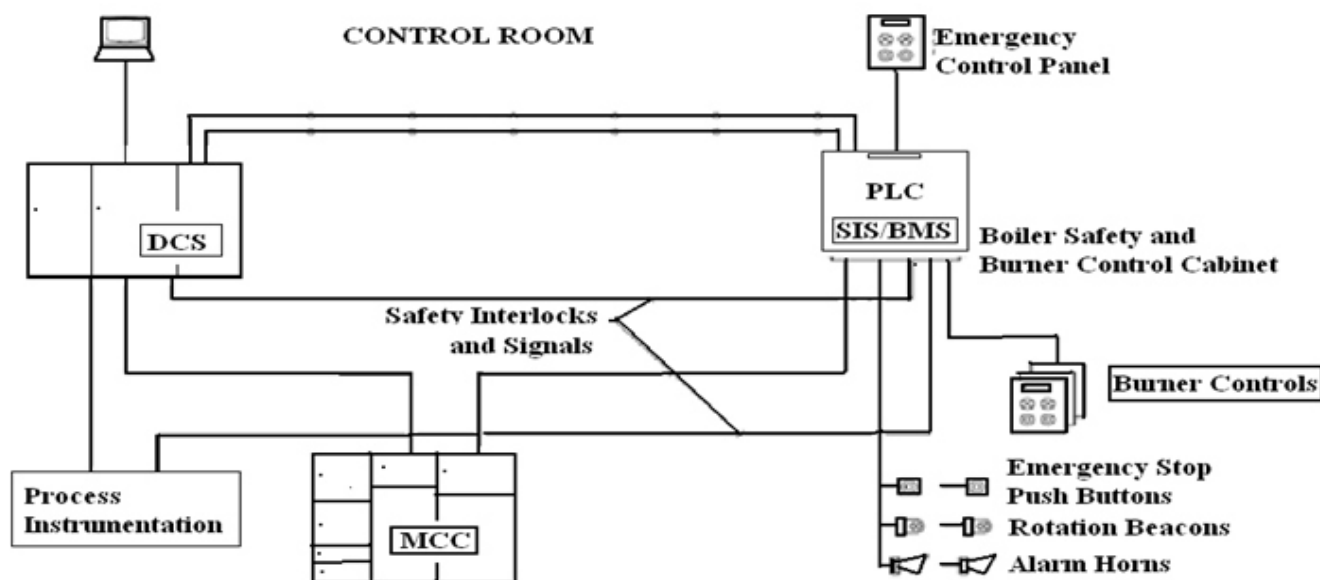 CONTROL ROOM
Emergency
Control Panel
PLC
SIS/BMS
DCS
Boiler Safety and
Burner Control Cabinet
Safety Interlocks
and Signals
Burner Controls
Process
Instrumentation
MCC
Emergency Stop
Push Buttons
Rotation Beacons
Alarm Horns